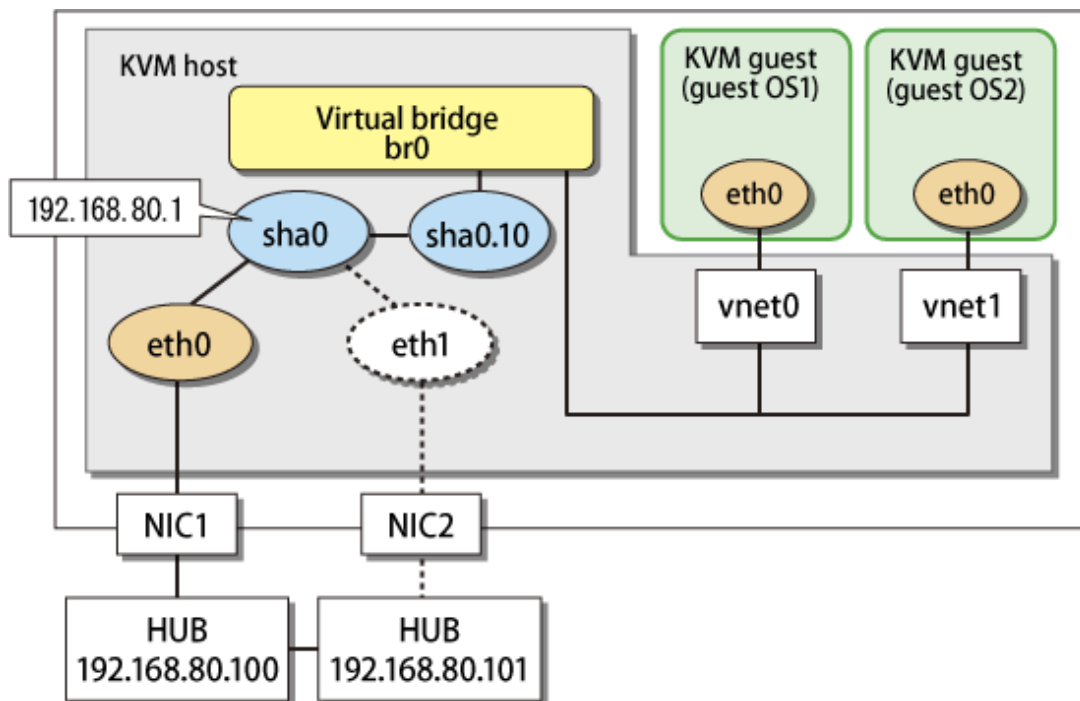 KVM host
KVM guest
(guest OS1)
KVM guest
(guest OS2)
Virtual bridge
br0
eth0
eth0
192.168.80.1
sha0
sha0.10
vnet0
vnet1
eth0
eth1
NIC1
NIC2
HUB
192.168.80.100
HUB
192.168.80.101